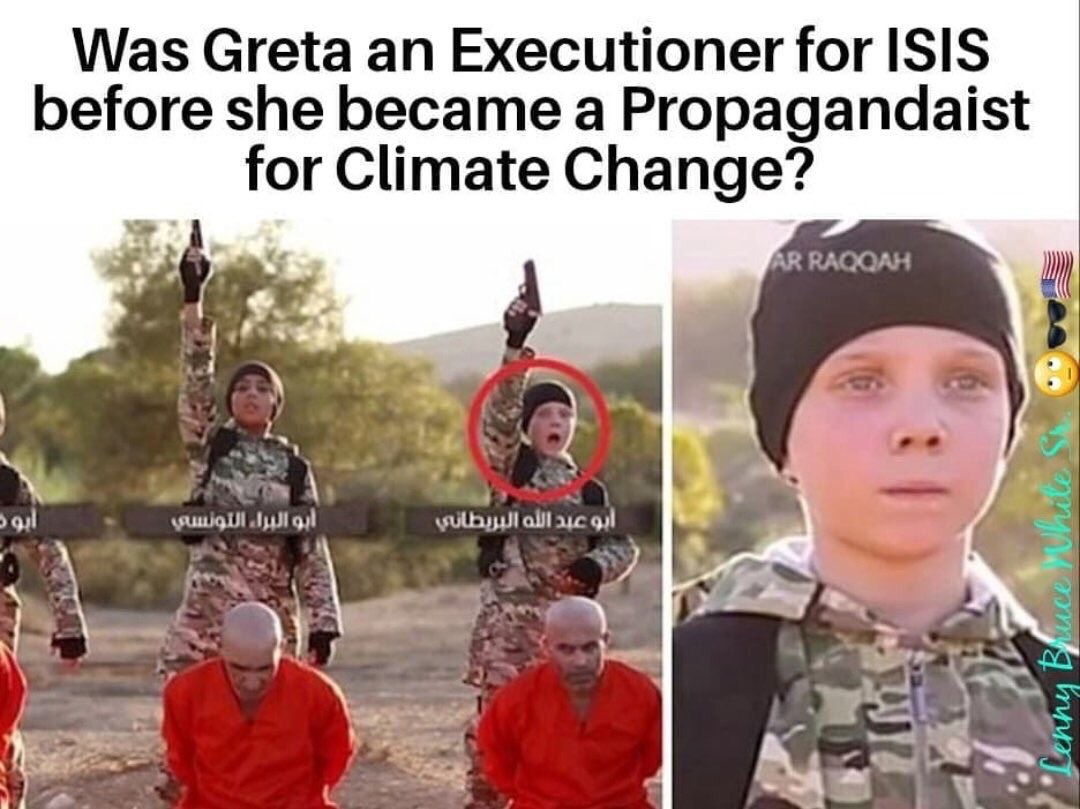 Was Greta an Executioner for ISIS
before she became a Propagandaist
for Climate Change?
AR RAQQAH
أبو البراء التونسي
أبو عبد الله البريطاني
أبو
Lenny Bruce White Sr.